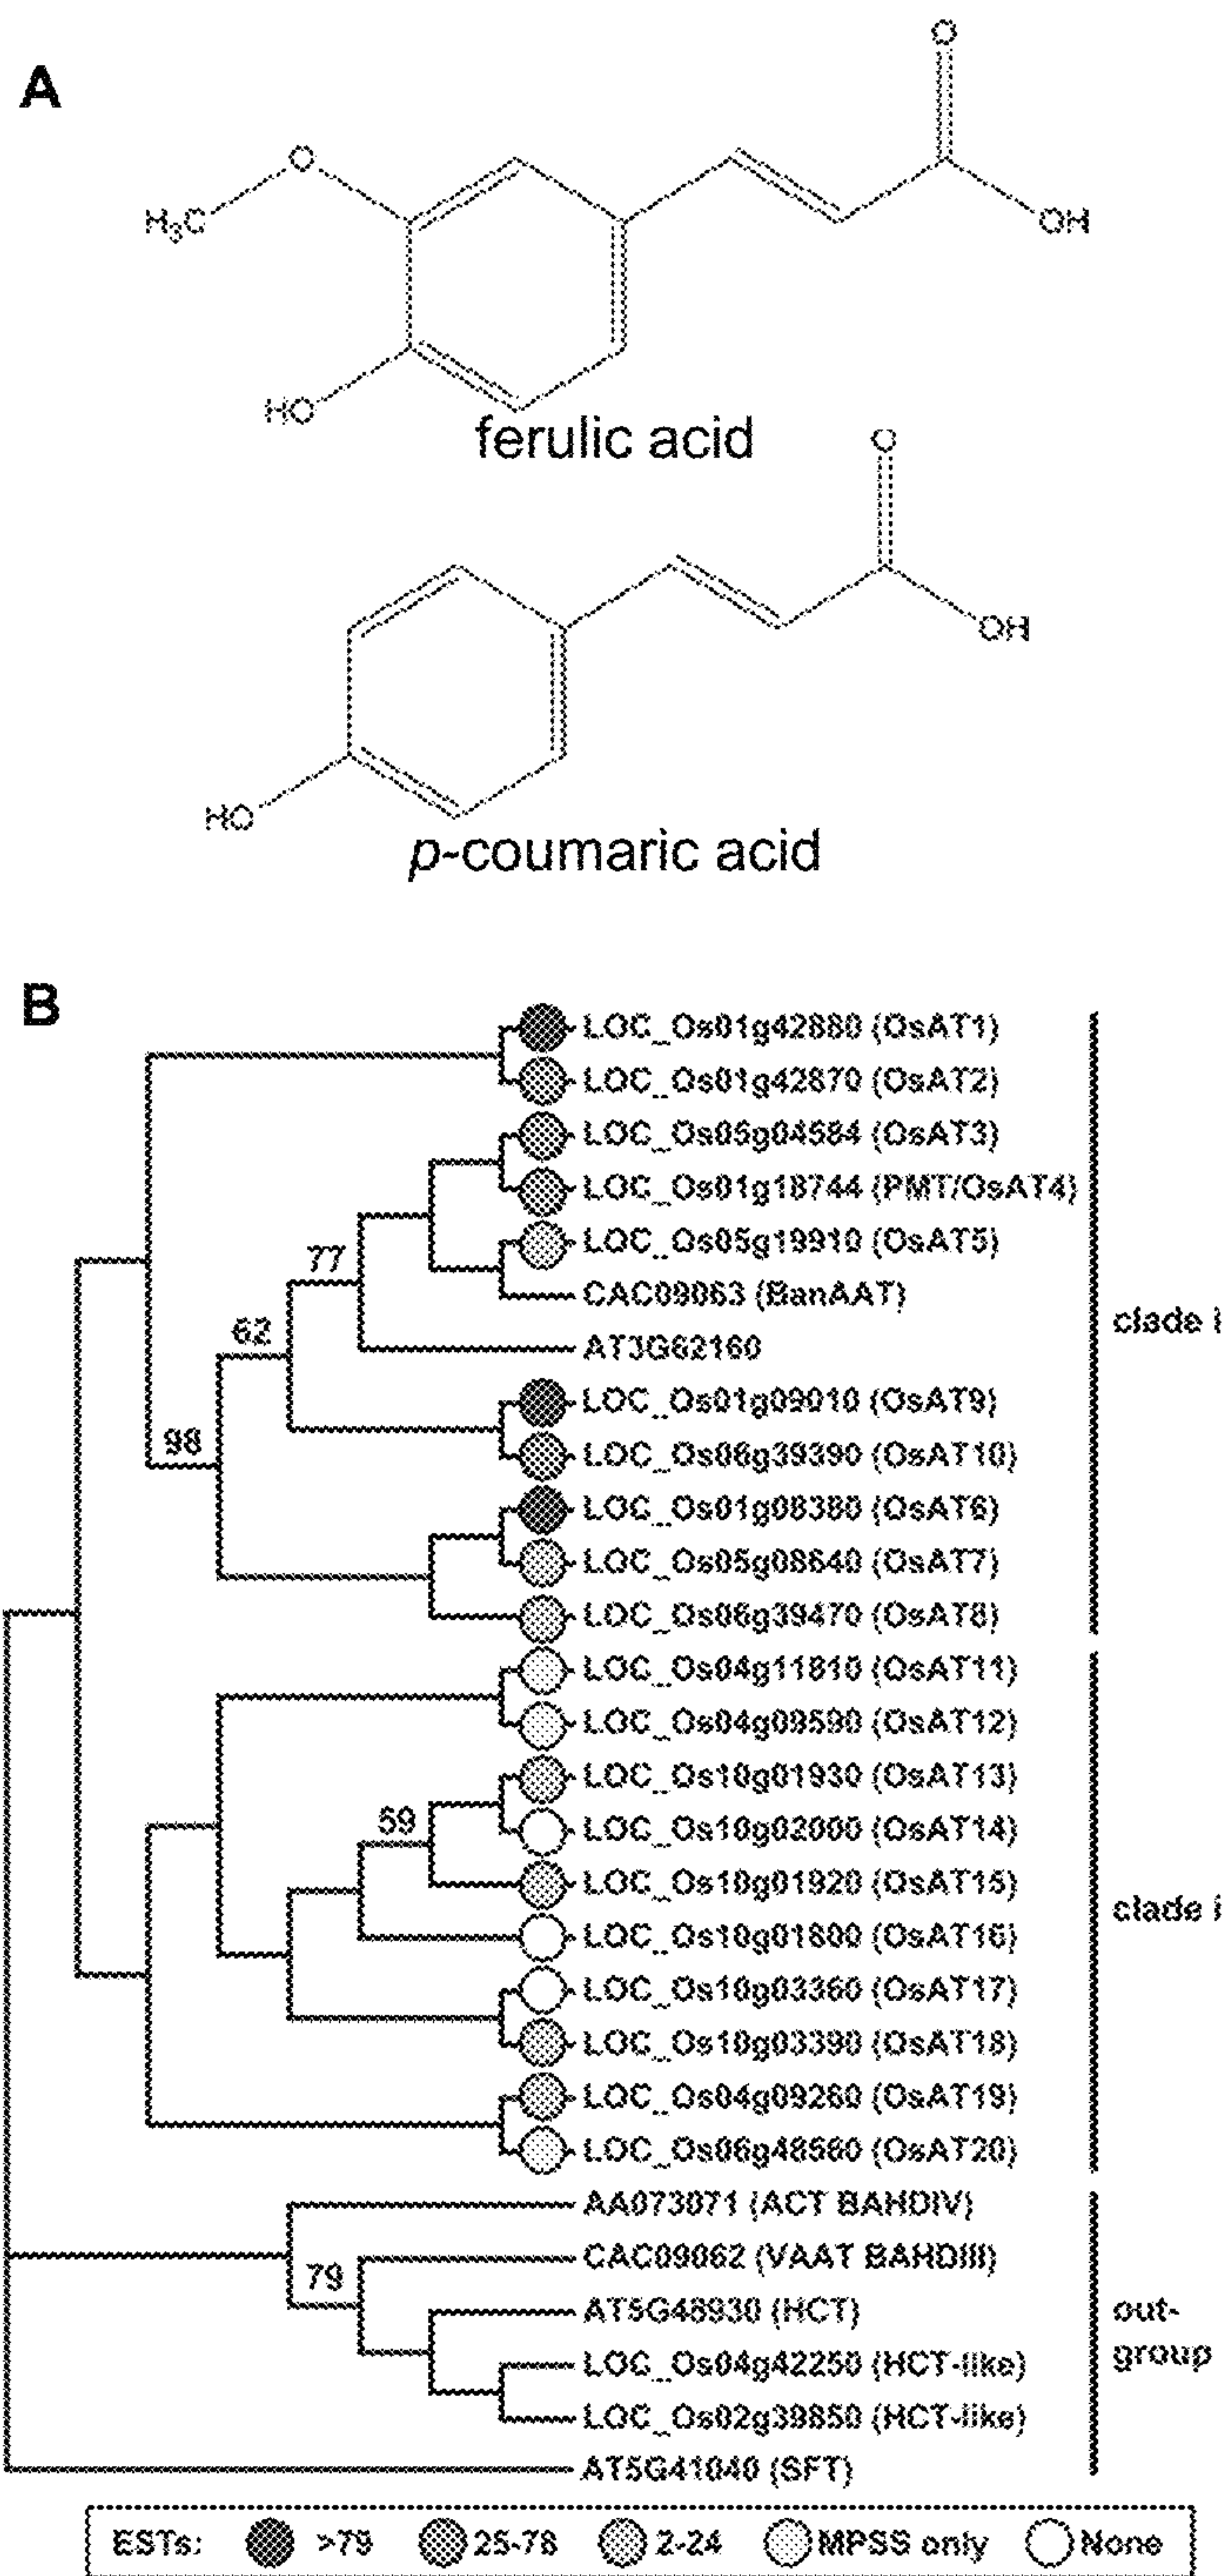 A
O
H3C
O
OH
HO
ferulic acid
O
OH
HO
p-coumaric acid
B
LOC_Os01g42880 (OsAT1)
LOC_Os01g42870 (OsAT2)
LOC_Os05g04584 (OsAT3)
LOC_Os01g18744 (PMT/OsAT4)
LOC_Os05g19910 (OsAT5)
77
CAC09063 (BanAAT)
clade i
62
AT3G62160
LOC_Os01g09010 (OsAT9)
98
LOC_Os06g39390 (OsAT10)
LOC_Os01g08380 (OsAT6)
LOC_Os05g08640 (OsAT7)
LOC_Os06g39470 (OsAT8)
LOC_Os04g11810 (OsAT11)
LOC_Os04g09590 (OsAT12)
LOC_Os10g01930 (OsAT13)
59
LOC_Os10g02000 (OsAT14)
LOC_Os10g01920 (OsAT15)
clade i
LOC_Os10g01800 (OsAT16)
LOC_Os10g03360 (OsAT17)
LOC_Os10g03390 (OsAT18)
LOC_Os04g09260 (OsAT19)
LOC_Os06g48560 (OsAT20)
AA073071 (ACT BAHDIV)
CAC09062 (VAAT BAHDIII)
79
AT5G48930 (HCT)
out-
group
LOC_Os04g42250 (HCT-like)
LOC_Os02g39850 (HCT-like)
AT5G41040 (SFT)
ESTs: >79 25-78 2-24 MPSS only None